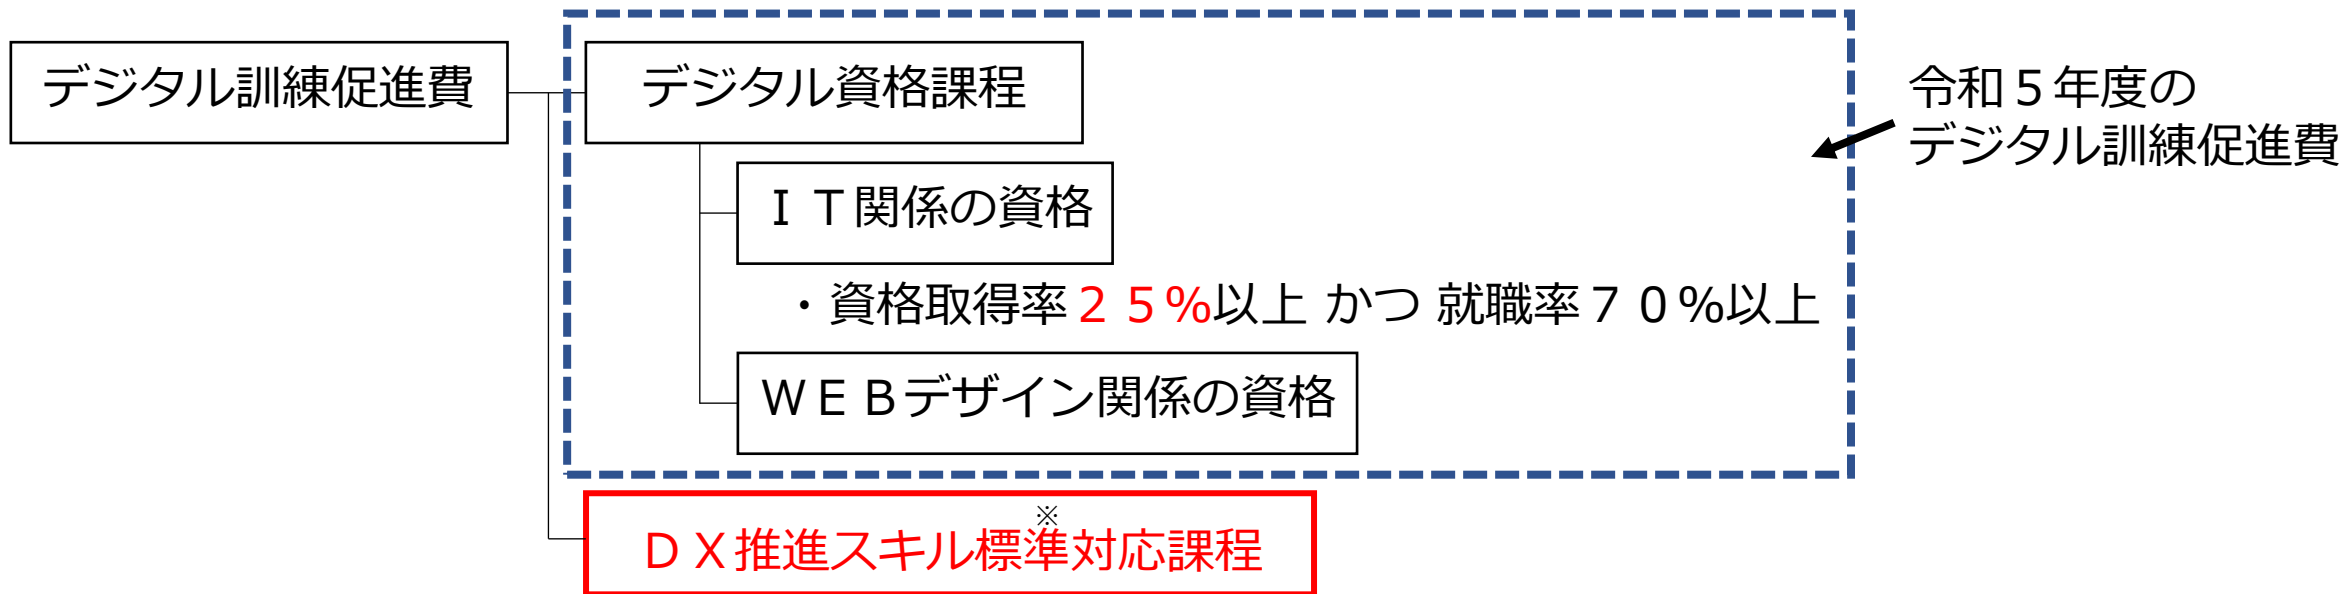 デジタル訓練促進費
デジタル資格課程
令和５年度の
デジタル訓練促進費
ＩＴ関係の資格
・資格取得率２５％以上 かつ 就職率７０％以上
ＷＥＢデザイン関係の資格
※
ＤＸ推進スキル標準対応課程